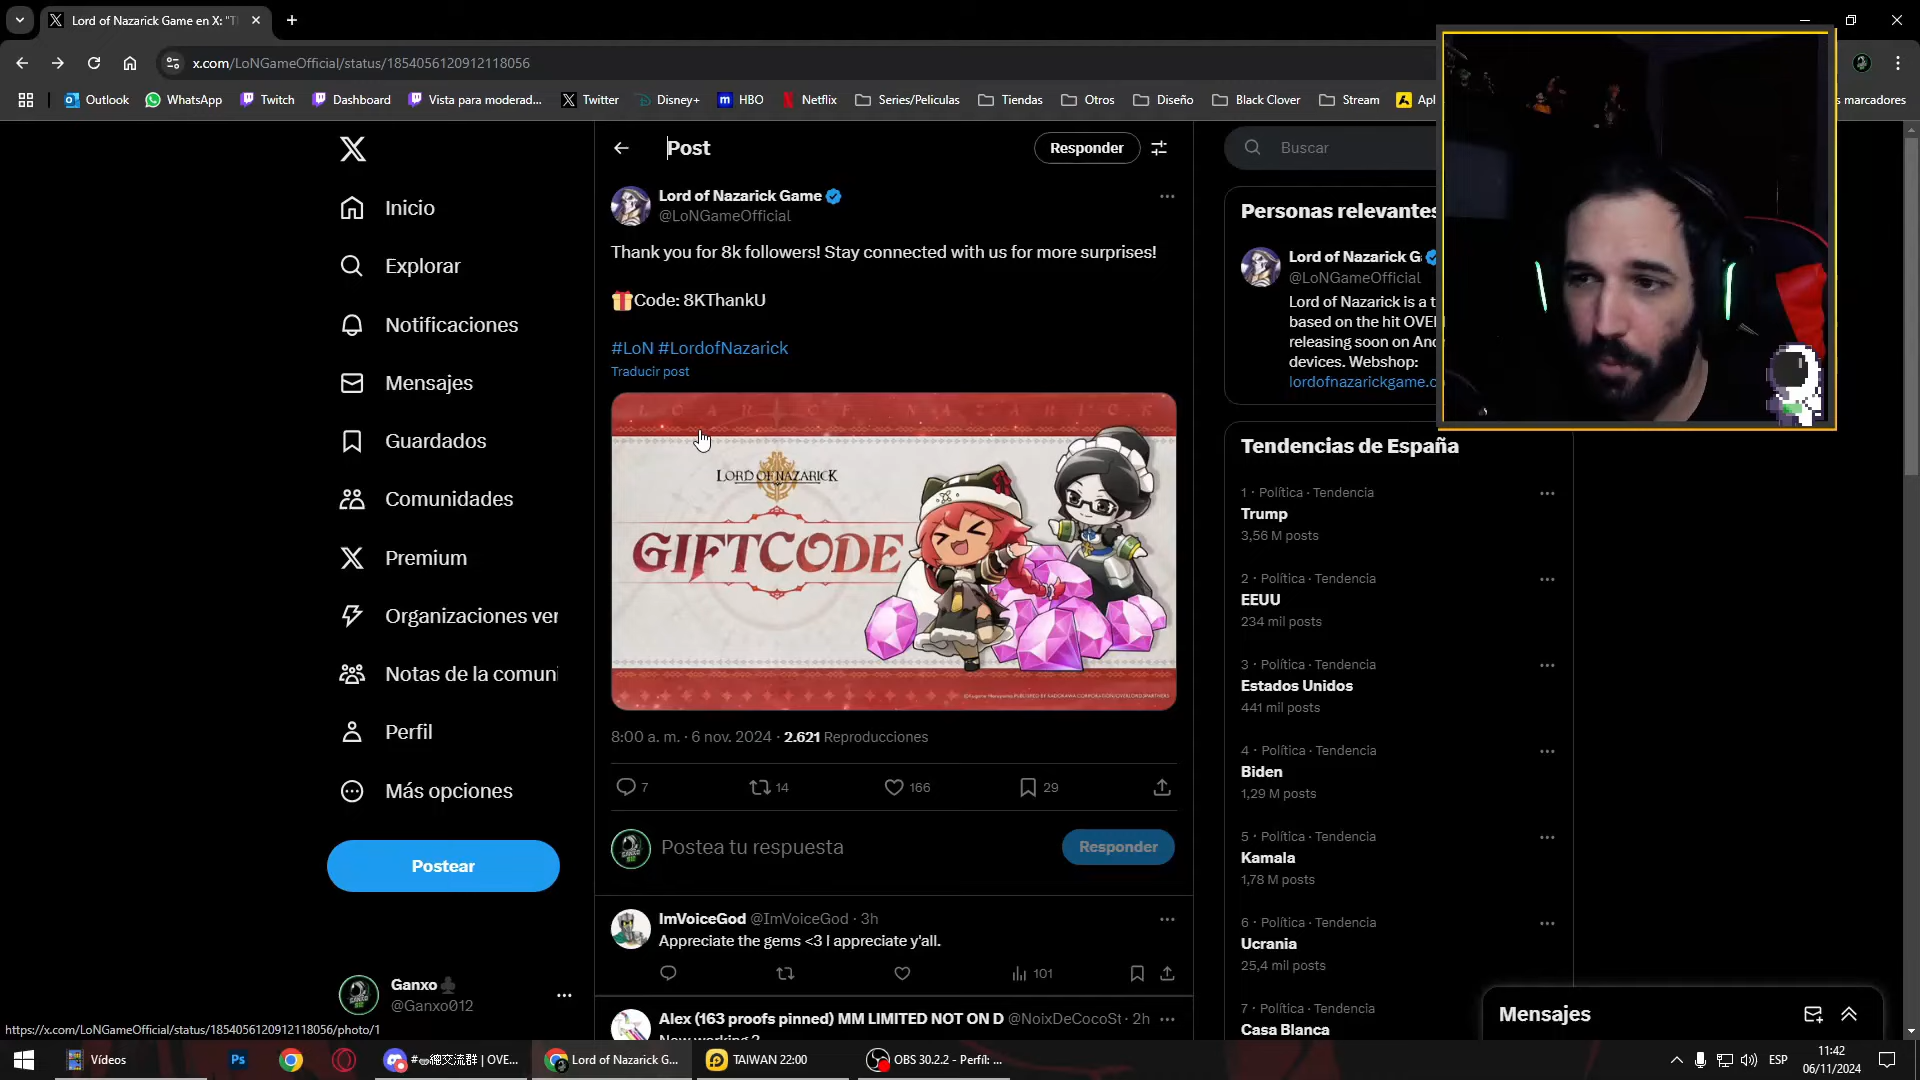 Lord of Nazarick Game en X: "T
x.com/LoNGameOfficial/status/1854056120912118056
Outlook
WhatsApp
Twitch
Dashboard
Vista para moderad...
Twitter
Disney+
HBO
Netflix
Series/Peliculas
Tiendas
Otros
Diseño
Black Clover
Stream
Apl
s marcadores
Inicio
Explorar
Notificaciones
Mensajes
Guardados
Comunidades
Premium
Organizaciones ver
Notas de la comuni
Perfil
Más opciones
Postear
Ganxo
@Ganxo012
Post
Responder
Lord of Nazarick Game
@LoNGameOfficial
Thank you for 8k followers! Stay connected with us for more surprises!
Code: 8KThankU
#LoN #LordofNazarick
Traducir post
LORD OF NAZARICK
GIFTCODE
8:00 a. m. · 6 nov. 2024 · 2.621 Reproducciones
7
14
166
29
Postea tu respuesta
Responder
ImVoiceGod @ImVoiceGod · 3h
Appreciate the gems <3 I appreciate y'all.
101
Alex (163 proofs pinned) MM LIMITED NOT ON D @NoixDeCocoSt · 2h
Buscar
Personas relevantes
Lord of Nazarick G
@LoNGameOfficial
Lord of Nazarick is a t
based on the hit OVE
releasing soon on And
devices. Webshop:
lordofnazarickgame.c
Tendencias de España
1 · Política · Tendencia
Trump
3,56 M posts
2 · Política · Tendencia
EEUU
234 mil posts
3 · Política · Tendencia
Estados Unidos
441 mil posts
4 · Política · Tendencia
Biden
1,29 M posts
5 · Política · Tendencia
Kamala
1,78 M posts
6 · Política · Tendencia
Ucrania
25,4 mil posts
7 · Política · Tendencia
Casa Blanca
Mensajes
https://x.com/LoNGameOfficial/status/1854056120912118056/photo/1
Vídeos
Ps
#総交流群 | OVE...
Lord of Nazarick G...
TAIWAN 22:00
OBS 30.2.2 - Perfil: ...
ESP
11:42
06/11/2024